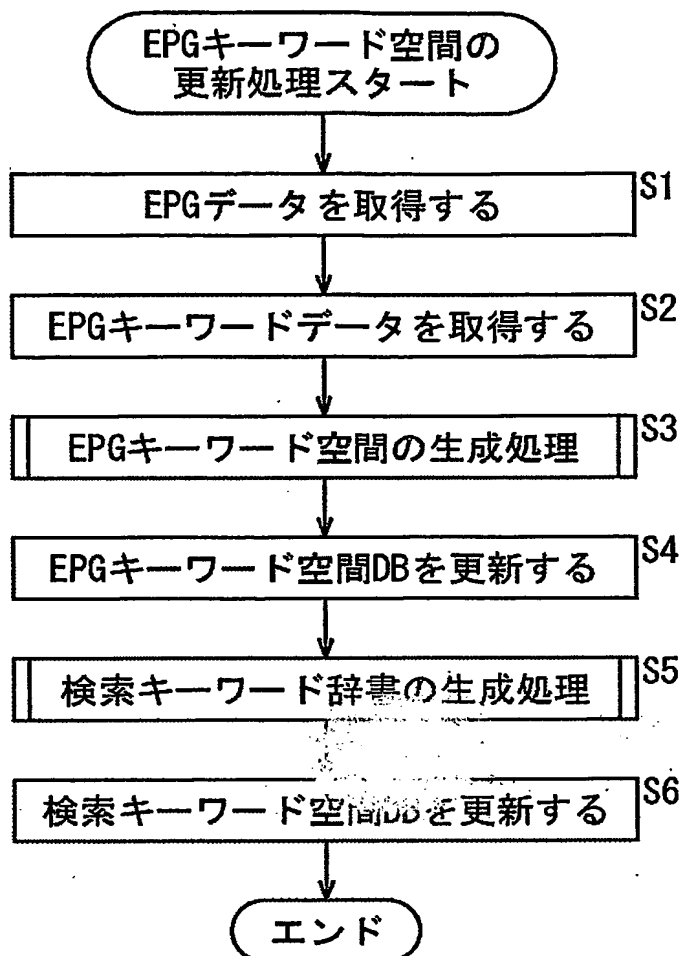 EPGキーワード空間の
更新処理スタート
EPGデータを取得する
S1
EPGキーワードデータを取得する
S2
EPGキーワード空間の生成処理
S3
EPGキーワード空間DBを更新する
S4
検索キーワード辞書の生成処理
S5
検索キーワード空間DBを更新する
S6
エンド